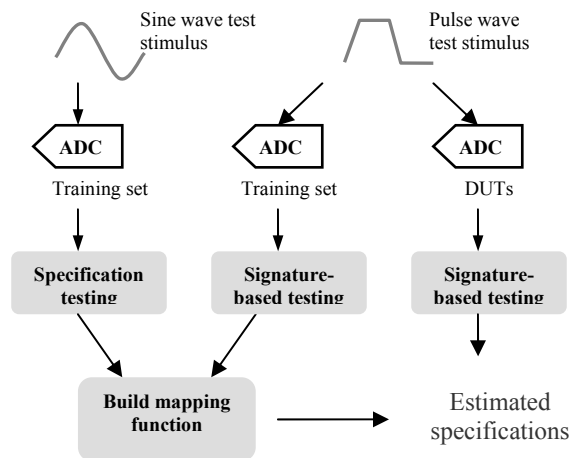 Sine wave test
stimulus
Pulse wave
test stimulus
ADC
ADC
ADC
Training set
Training set
DUTs
Specification
testing
Signature-
based testing
Signature-
based testing
Build mapping
function
Estimated
specifications